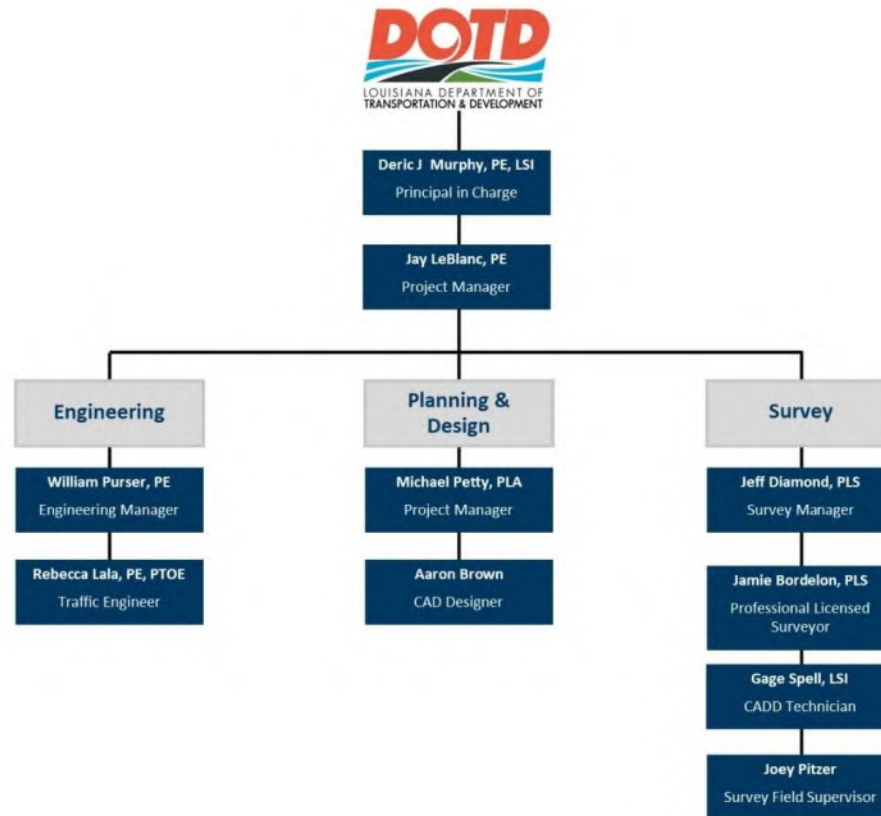 DOTD
LOUISIANA DEPARTMENT OF
TRANSPORTATION & DEVELOPMENT
Deric J Murphy, PE, LSI
Principal in Charge
Jay LeBlanc, PE
Project Manager
Engineering
William Purser, PE
Engineering Manager
Rebecca Lala, PE, PTOE
Traffic Engineer
Planning &
Design
Michael Petty, PLA
Project Manager
Aaron Brown
CAD Designer
Survey
Jeff Diamond, PLS
Survey Manager
Jamie Bordelon, PLS
Professional Licensed
Surveyor
Gage Spell, LSI
CADD Technician
Joey Pitzer
Survey Field Supervisor